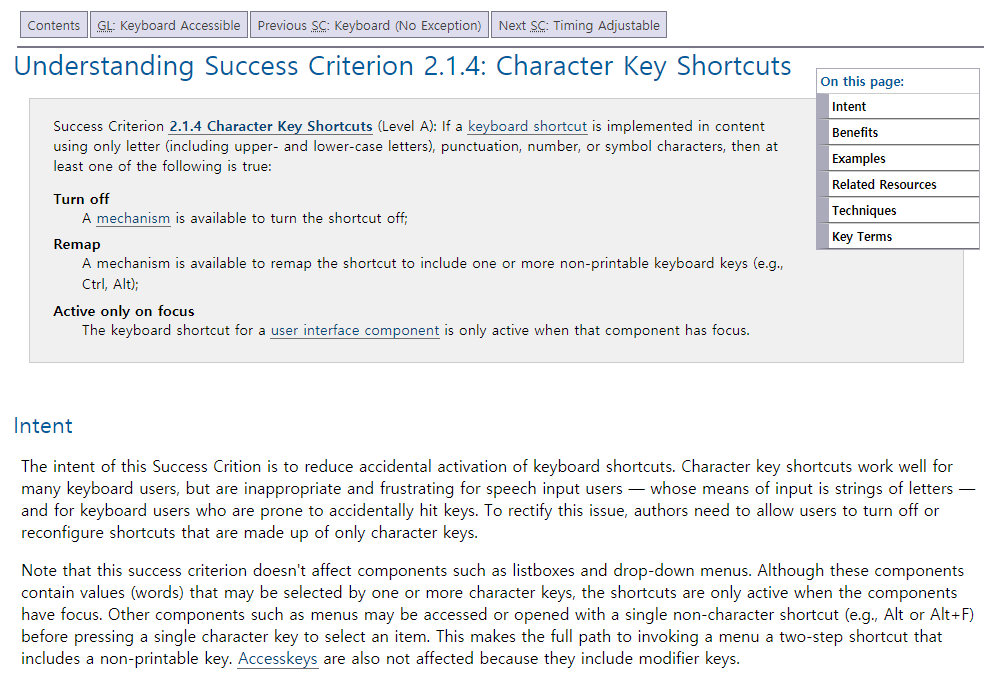 Contents
GL: Keyboard Accessible
Previous SC: Keyboard (No Exception)
Next SC: Timing Adjustable
Understanding Success Criterion 2.1.4: Character Key Shortcuts
On this page:
Intent
Benefits
Examples
Related Resources
Techniques
Key Terms
Success Criterion 2.1.4 Character Key Shortcuts (Level A): If a keyboard shortcut is implemented in content
using only letter (including upper- and lower-case letters), punctuation, number, or symbol characters, then at
least one of the following is true:
Turn off
A mechanism is available to turn the shortcut off;
Remap
A mechanism is available to remap the shortcut to include one or more non-printable keyboard keys (e.g.,
Ctrl, Alt);
Active only on focus
The keyboard shortcut for a user interface component is only active when that component has focus.
Intent
The intent of this Success Crition is to reduce accidental activation of keyboard shortcuts. Character key shortcuts work well for
many keyboard users, but are inappropriate and frustrating for speech input users — whose means of input is strings of letters —
and for keyboard users who are prone to accidentally hit keys. To rectify this issue, authors need to allow users to turn off or
reconfigure shortcuts that are made up of only character keys.
Note that this success criterion doesn't affect components such as listboxes and drop-down menus. Although these components
contain values (words) that may be selected by one or more character keys, the shortcuts are only active when the components
have focus. Other components such as menus may be accessed or opened with a single non-character shortcut (e.g., Alt or Alt+F)
before pressing a single character key to select an item. This makes the full path to invoking a menu a two-step shortcut that
includes a non-printable key. Accesskeys are also not affected because they include modifier keys.